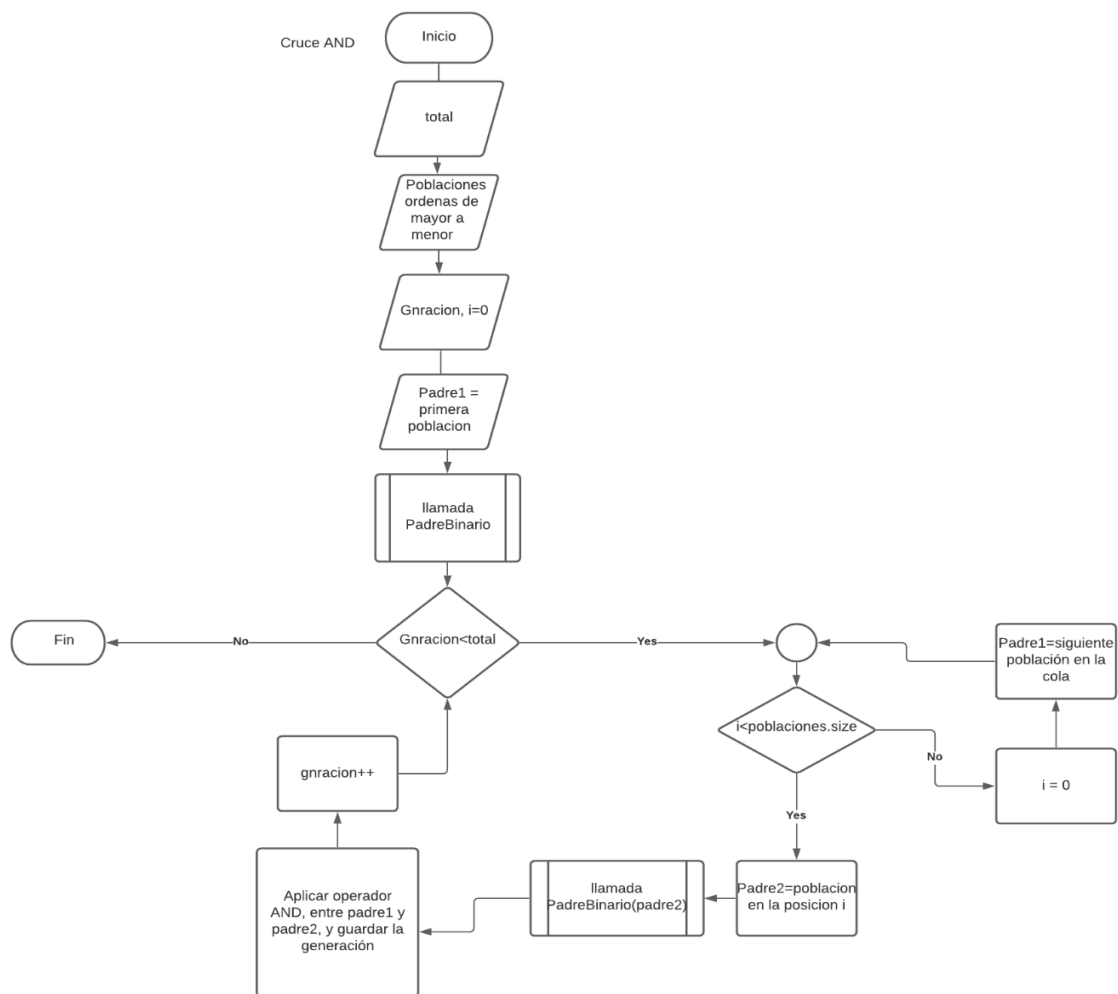 Cruce AND
Inicio
total
Poblaciones
ordenas de
mayor a
menor
Gnracion, i=0
Padre1 =
primera
poblacion
llamada
PadreBinario
Gnracion<total
No
Fin
Yes
Padre1=siguiente
población en la
cola
i<poblaciones.size
No
i = 0
Yes
Padre2=poblacion
en la posicion i
llamada
PadreBinario(padre2)
Aplicar operador
AND, entre padre1 y
padre2, y guardar la
generación
gnracion++